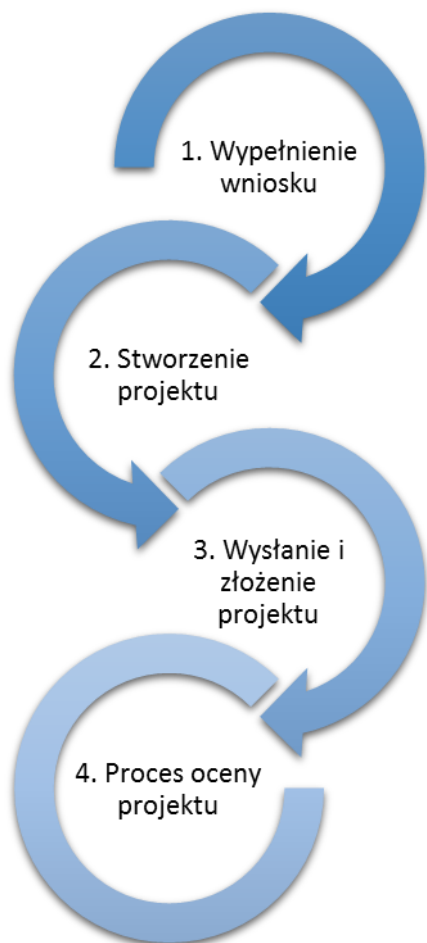 1. Wypełnienie
wniosku
2. Stworzenie
projektu
3. Wysłanie i
złożenie
projektu
4. Proces oceny
projektu